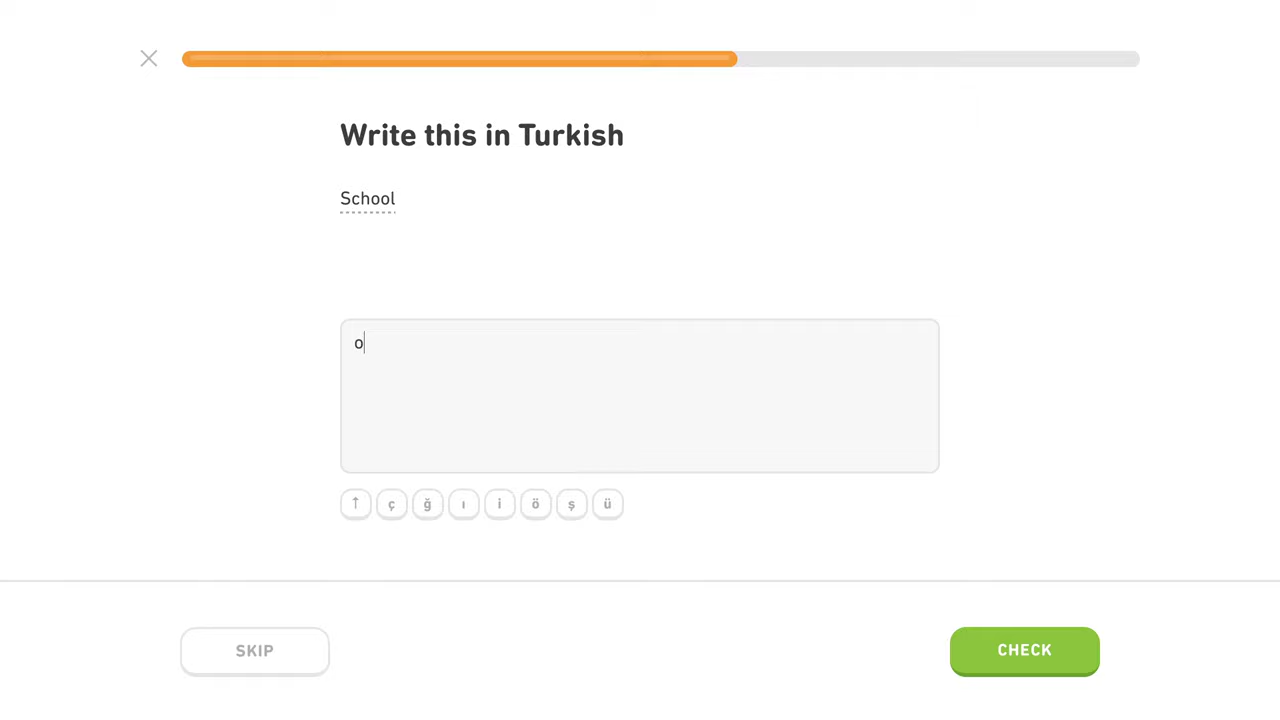 Write this in Turkish
School
o
↑ ç ğ ı i ö ş ü
SKIP
CHECK